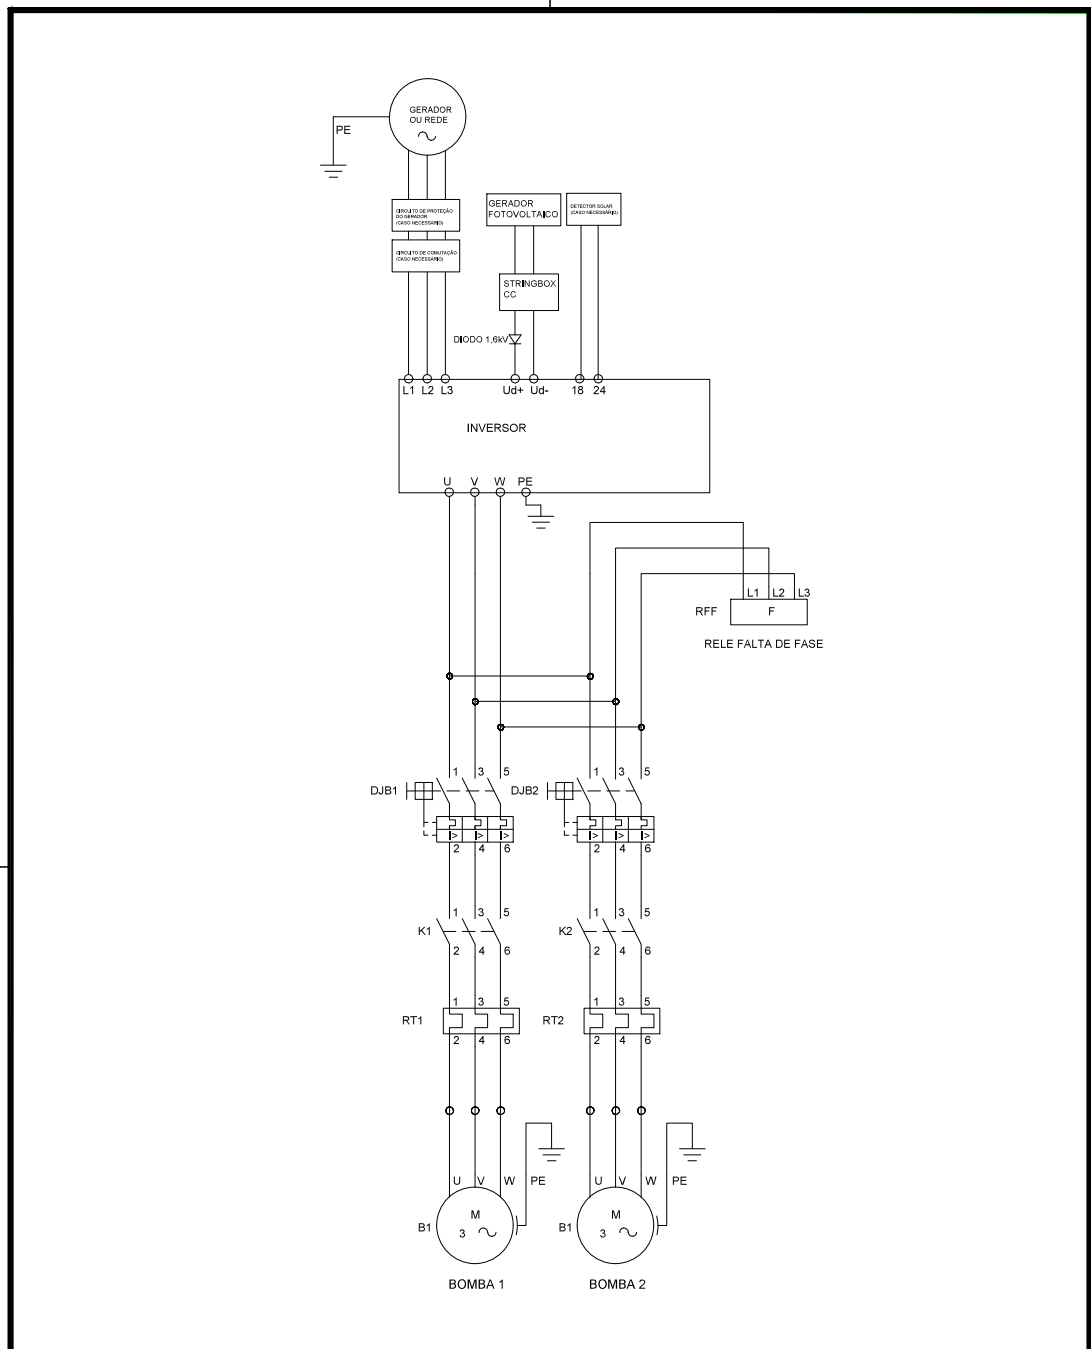 GERADOR
OU REDE
PE
CIRCUITO DE PROTEÇÃO
DO GERADOR
(CASO NECESSÁRIO)
CIRCUITO DE COMUTAÇÃO
(CASO NECESSÁRIO)
GERADOR
FOTOVOLTAICO
DETECTOR SOLAR
(CASO NECESSÁRIO)
STRINGBOX
CC
DIODO 1,6kV
L1 L2 L3 Ud+ Ud- 18 24
INVERSOR
U V W PE
L1 L2 L3
RFF F
RELE FALTA DE FASE
1 3 5 1 3 5
DJB1 DJB2
I> I> I> I> I> I>
2 4 6 2 4 6
1 3 5 1 3 5
K1 K2
2 4 6 2 4 6
1 3 5 1 3 5
RT1 RT2
2 4 6 2 4 6
U V W PE U V W PE
M M
B1 3 B1 3
BOMBA 1 BOMBA 2